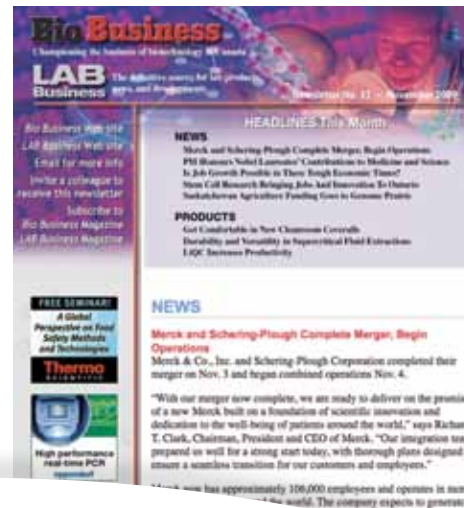 Bio Business
Championing the business of biotechnology in Canada
LAB
Business
The definitive source for lab products,
news, and developments
Newsletter No. 11 - November 2009
Bio Business Web site
LAB Business Web site
Email for more info
Invite a colleague to
receive this newsletter
Subscribe to
Bio Business Magazine
LAB Business Magazine
HEADLINES This Month
NEWS
Merck and Schering-Plough Complete Merger, Begin Operations
PM Honours Nobel Laureates' Contributions to Medicine and Science
Is Job Growth Possible in These Tough Economic Times?
Stem Cell Research Bringing Jobs And Innovation To Ontario
Saskatchewan Agriculture Funding Goes to Genome Prairie
PRODUCTS
Get Comfortable in New Cleanroom Coveralls
Durability and Versatility in Supercritical Fluid Extractions
LiQC Increases Productivity
FREE SEMINAR!
A Global
Perspective on Food
Safety Methods
and Technologies
Thermo
SCIENTIFIC
High performance
real-time PCR
eppendorf
NEWS
Merck and Schering-Plough Complete Merger, Begin
Operations
Merck & Co., Inc. and Schering-Plough Corporation completed their
merger on Nov. 3 and began combined operations Nov. 4.
"With our merger now complete, we are ready to deliver on the promise
of a new Merck built on a foundation of scientific innovation and
dedication to the well-being of patients around the world," says Richard
T. Clark, Chairman, President and CEO of Merck. "Our integration team
prepared us well for a strong start today, with thorough plans designed
ensure a seamless transition for our customers and employees."
Merck now has approximately 106,000 employees and operates in more
the world. The company expects to generate